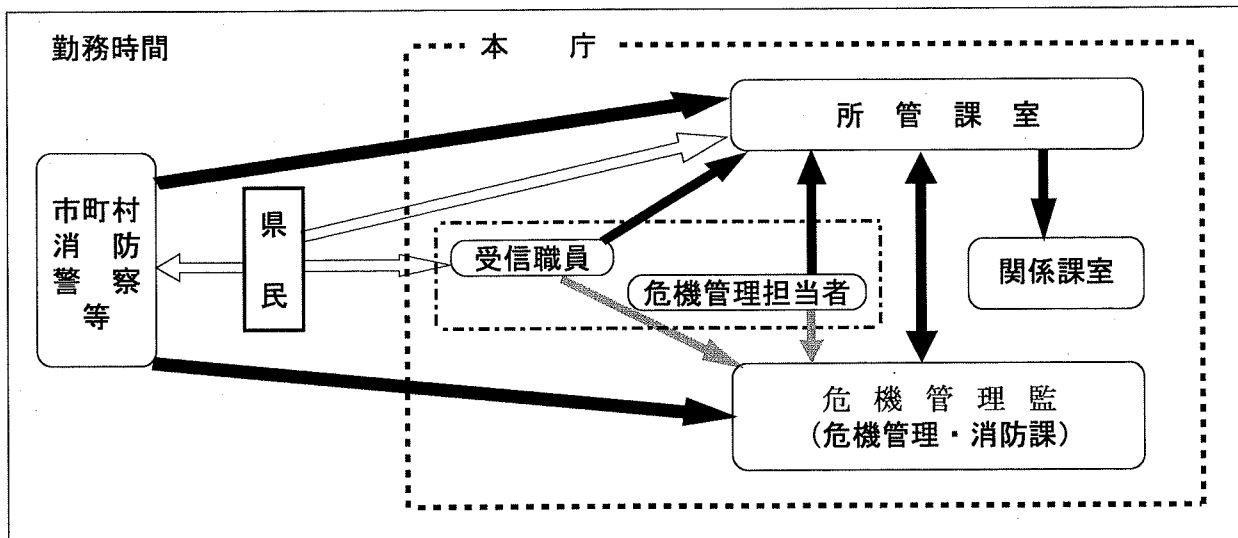 勤務時間
本庁
所管課室
市町村
消防
警察
等
県
民
受信職員
危機管理担当者
関係課室
危機管理監
(危機管理・消防課)